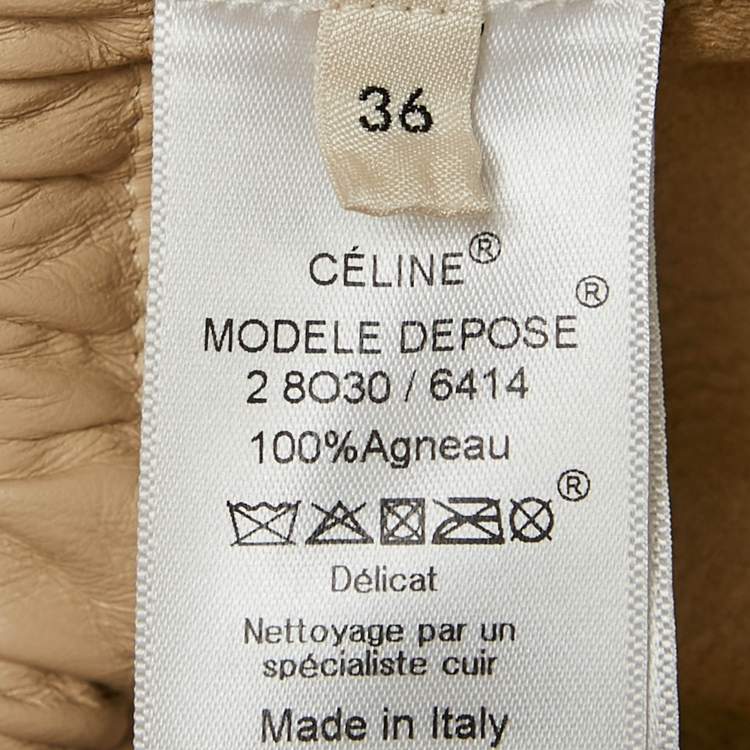 36
CÉLINE®
MODELE DEPOSE®
2 8O30 / 6414
100%Agneau
®
Délicat
Nettoyage par un
spécialiste cuir
Made in Italy